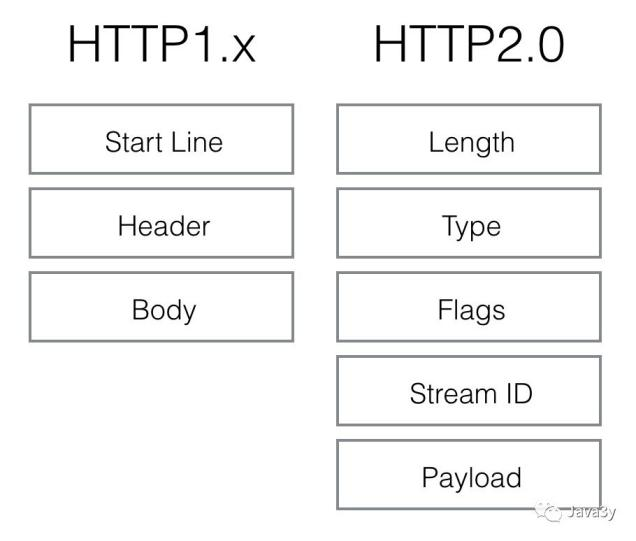 HTTP1.x
Start Line
Header
Body
HTTP2.0
Length
Type
Flags
Stream ID
Payload
Java3y